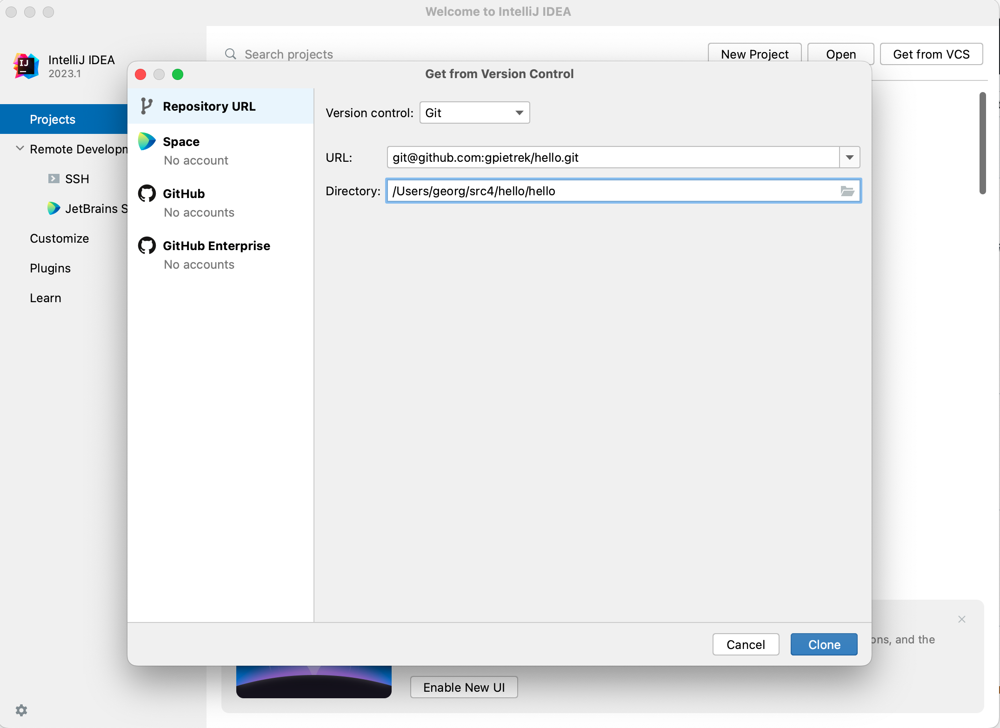 Welcome to IntelliJ IDEA
IJ
IntelliJ IDEA
2023.1
Search projects
New Project
Open
Get from VCS
Projects
Remote Developm
SSH
JetBrains S
Customize
Plugins
Learn
Get from Version Control
Repository URL
Space
No account
GitHub
No accounts
GitHub Enterprise
No accounts
Version control: Git
URL: git@github.com:gpietrek/hello.git
Directory: /Users/georg/src4/hello/hello
Cancel
Clone
ons, and the
Enable New UI